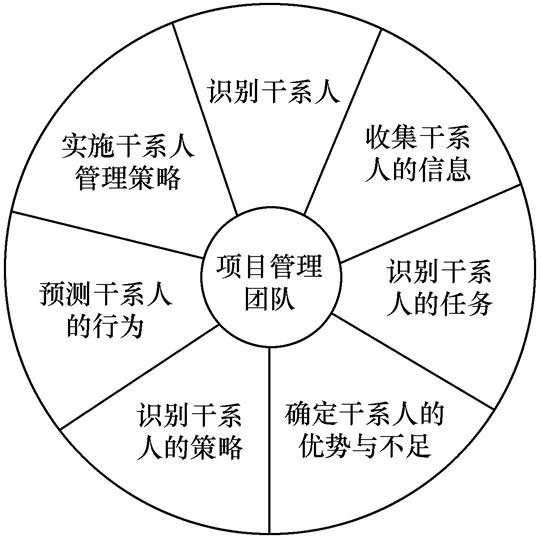 识别干系人
收集干系
人的信息
识别干系
人的任务
确定干系人的
优势与不足
识别干系
人的策略
预测干系人
的行为
实施干系人
管理策略
项目管理
团队